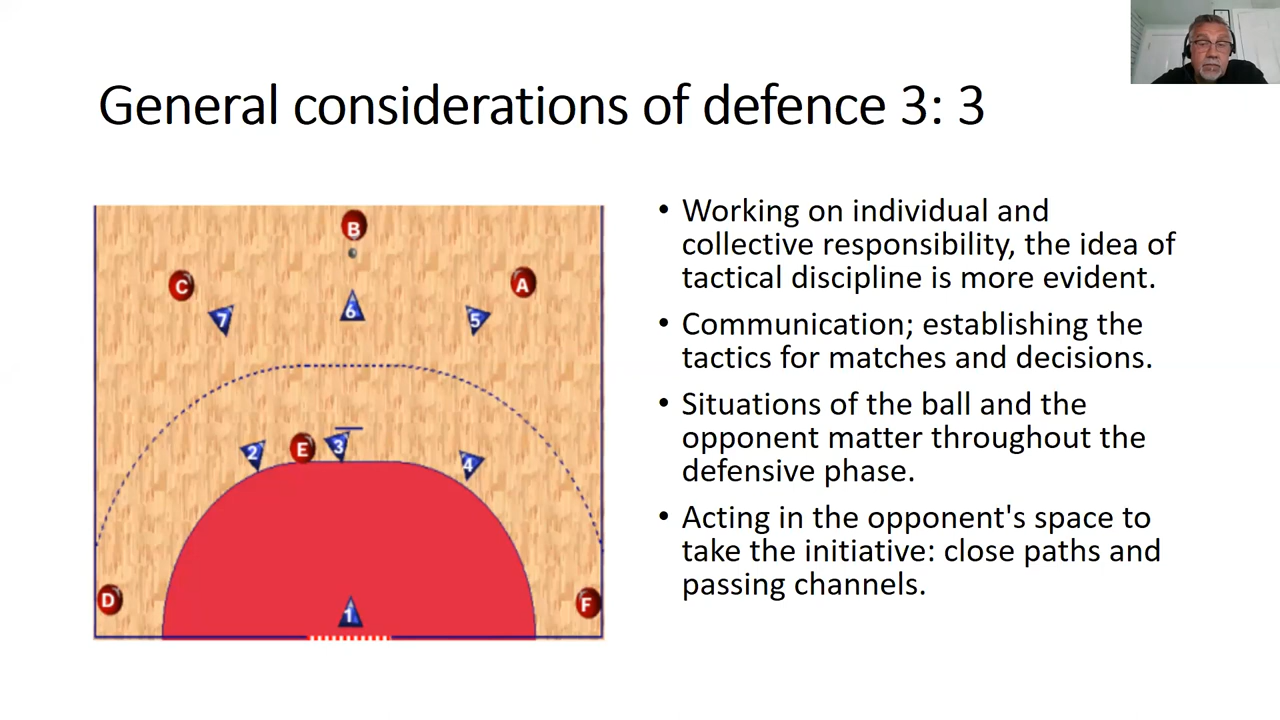 General considerations of defence 3: 3
B
C
A
7
6
5
2
E
3
4
D
1
F
• Working on individual and
collective responsibility, the idea of
tactical discipline is more evident.
• Communication; establishing the
tactics for matches and decisions.
• Situations of the ball and the
opponent matter throughout the
defensive phase.
• Acting in the opponent's space to
take the initiative: close paths and
passing channels.